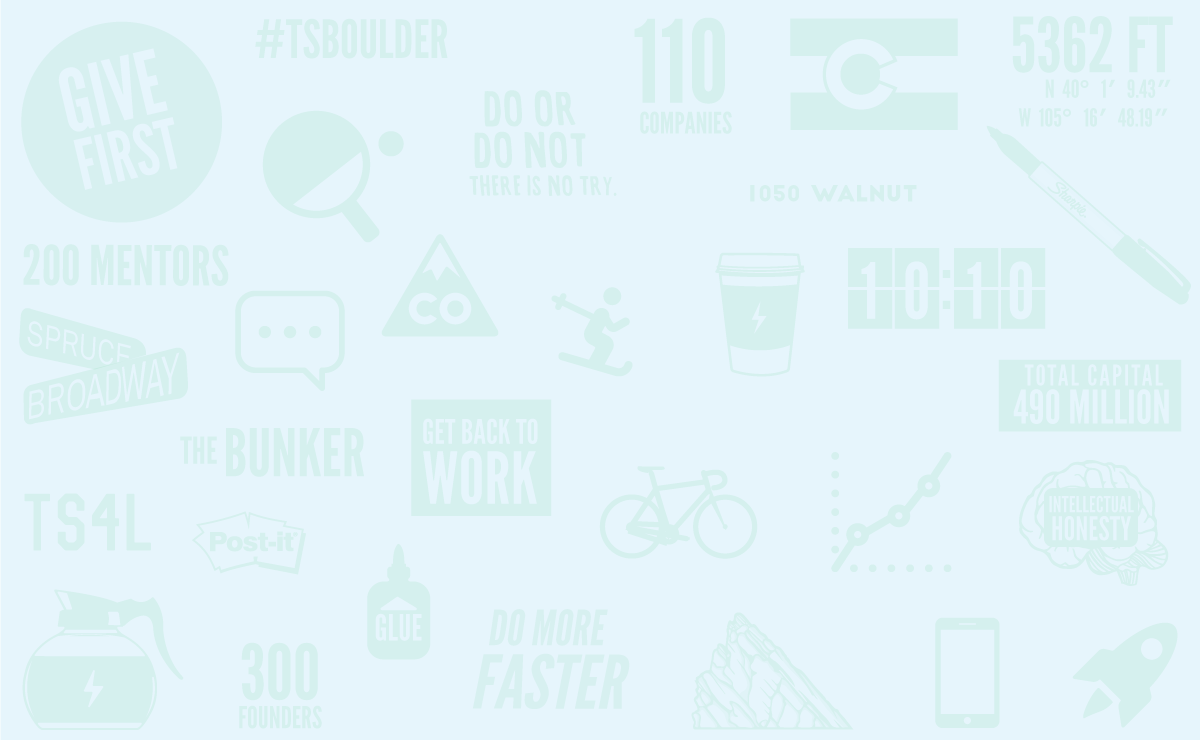 GIVE
FIRST
#TSBOULDER
DO OR
DO NOT
THERE IS NO TRY.
110
COMPANIES
5362 FT
N 40° 1' 9.43"
W 105° 16' 48.19"
1050 WALNUT
Sharpie
200 MENTORS
CO
10:10
SPRUCE
BROADWAY
TOTAL CAPITAL
490 MILLION
THE BUNKER
GET BACK TO
WORK
TS4L
Post-it®
INTELLECTUAL
HONESTY
GLUE
DO MORE
FASTER
300
FOUNDERS